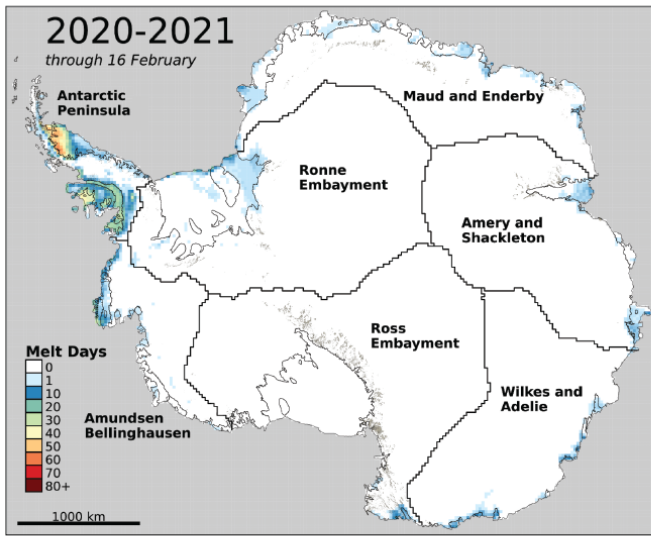 2020-2021
through 16 February
Antarctic
Peninsula
Maud and Enderby
Ronne
Embayment
Amery and
Shackleton
Ross
Embayment
Wilkes and
Adelie
Melt Days
0
1
10
20
30
40
50
60
70
80+
Amundsen
Bellinghausen
1000 km